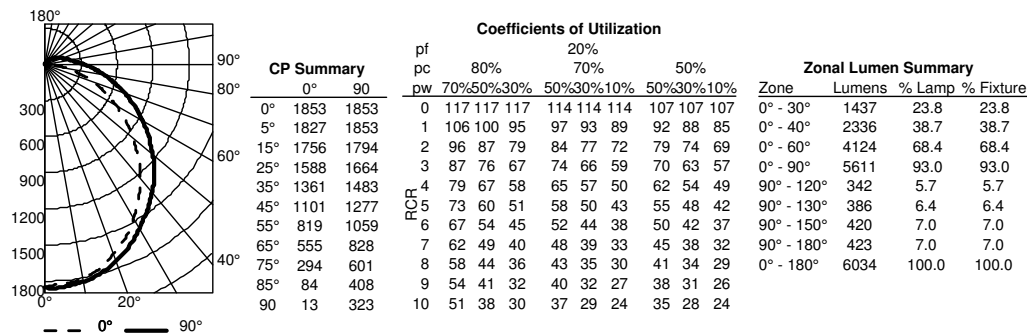 180°
90°
80°
60°
40°
300
600
900
1200
1500
1800
0° 20°
0° 90°
CP Summary
0° 90
0° 1853 1853
5° 1827 1853
15° 1756 1794
25° 1588 1664
35° 1361 1483
45° 1101 1277
55° 819 1059
65° 555 828
75° 294 601
85° 84 408
90 13 323
Coefficients of Utilization
pf 20%
pc 80% 70% 50%
pw 70%50%30% 50%30%10% 50%30%10%
RCR
0 117 117 117 114 114 114 107 107 107
1 106 100 95 97 93 89 92 88 85
2 96 87 79 84 77 72 79 74 69
3 87 76 67 74 66 59 70 63 57
4 79 67 58 65 57 50 62 54 49
5 73 60 51 58 50 43 55 48 42
6 67 54 45 52 44 38 50 42 37
7 62 49 40 48 39 33 45 38 32
8 58 44 36 43 35 30 41 34 29
9 54 41 32 40 32 27 38 31 26
10 51 38 30 37 29 24 35 28 24
Zonal Lumen Summary
Zone Lumens % Lamp % Fixture
0° - 30° 1437 23.8 23.8
0° - 40° 2336 38.7 38.7
0° - 60° 4124 68.4 68.4
0° - 90° 5611 93.0 93.0
90° - 120° 342 5.7 5.7
90° - 130° 386 6.4 6.4
90° - 150° 420 7.0 7.0
90° - 180° 423 7.0 7.0
0° - 180° 6034 100.0 100.0